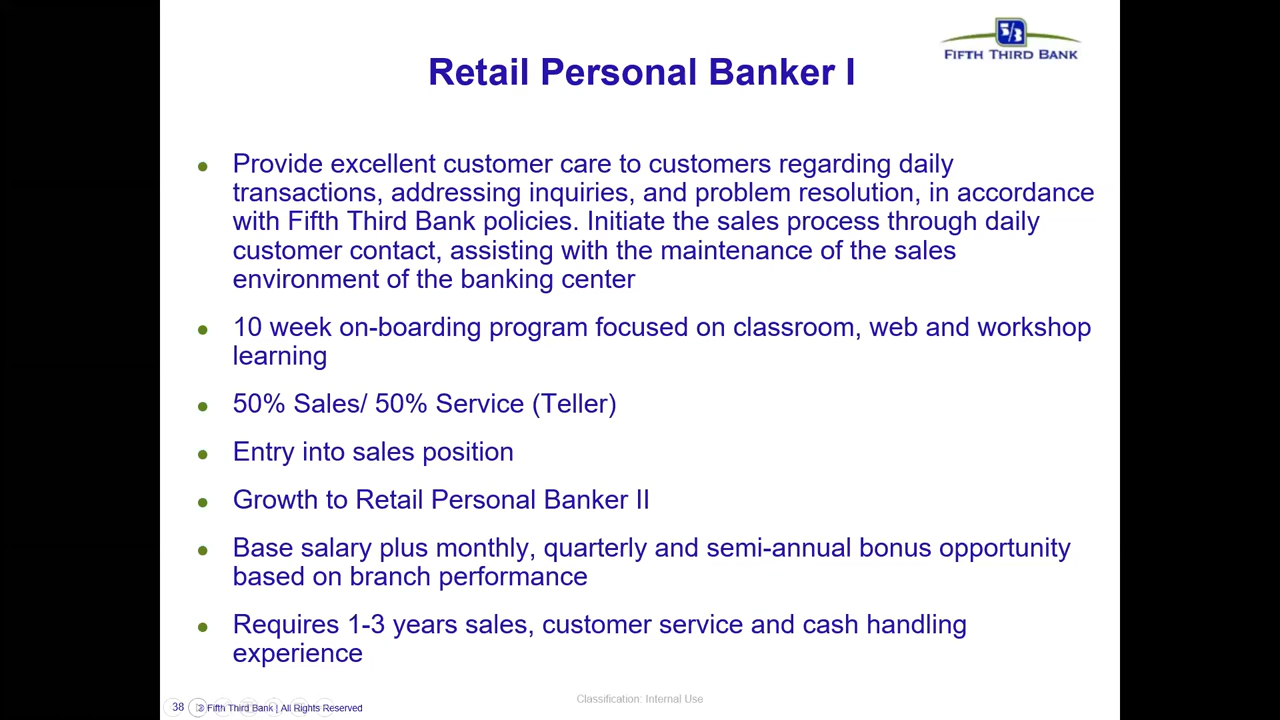 5/3
FIFTH THIRD BANK
Retail Personal Banker I
Provide excellent customer care to customers regarding daily
transactions, addressing inquiries, and problem resolution, in accordance
with Fifth Third Bank policies. Initiate the sales process through daily
customer contact, assisting with the maintenance of the sales
environment of the banking center
10 week on-boarding program focused on classroom, web and workshop
learning
50% Sales/ 50% Service (Teller)
Entry into sales position
Growth to Retail Personal Banker II
Base salary plus monthly, quarterly and semi-annual bonus opportunity
based on branch performance
Requires 1-3 years sales, customer service and cash handling
experience
Classification: Internal Use
38 © Fifth Third Bank | All Rights Reserved